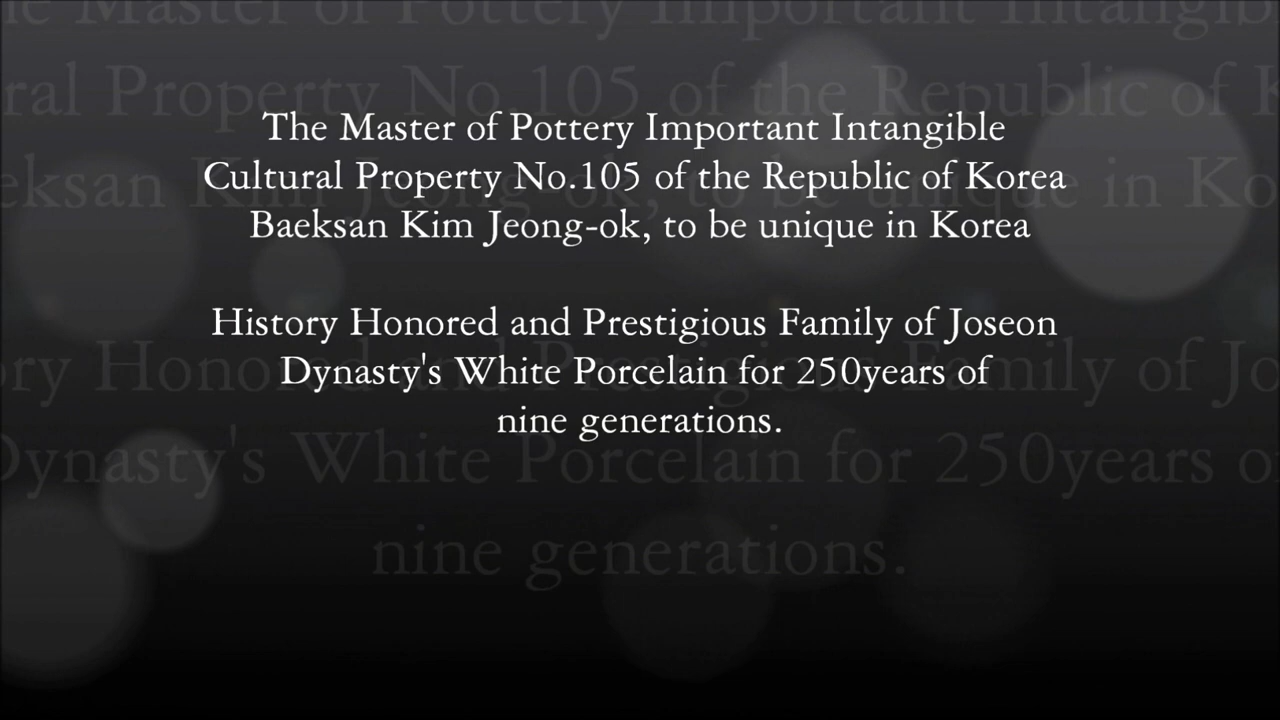 The Master of Pottery Important Intangible
Cultural Property No.105 of the Republic of Korea
Baeksan Kim Jeong-ok, to be unique in Korea
History Honored and Prestigious Family of Joseon
Dynasty's White Porcelain for 250years of
nine generations.